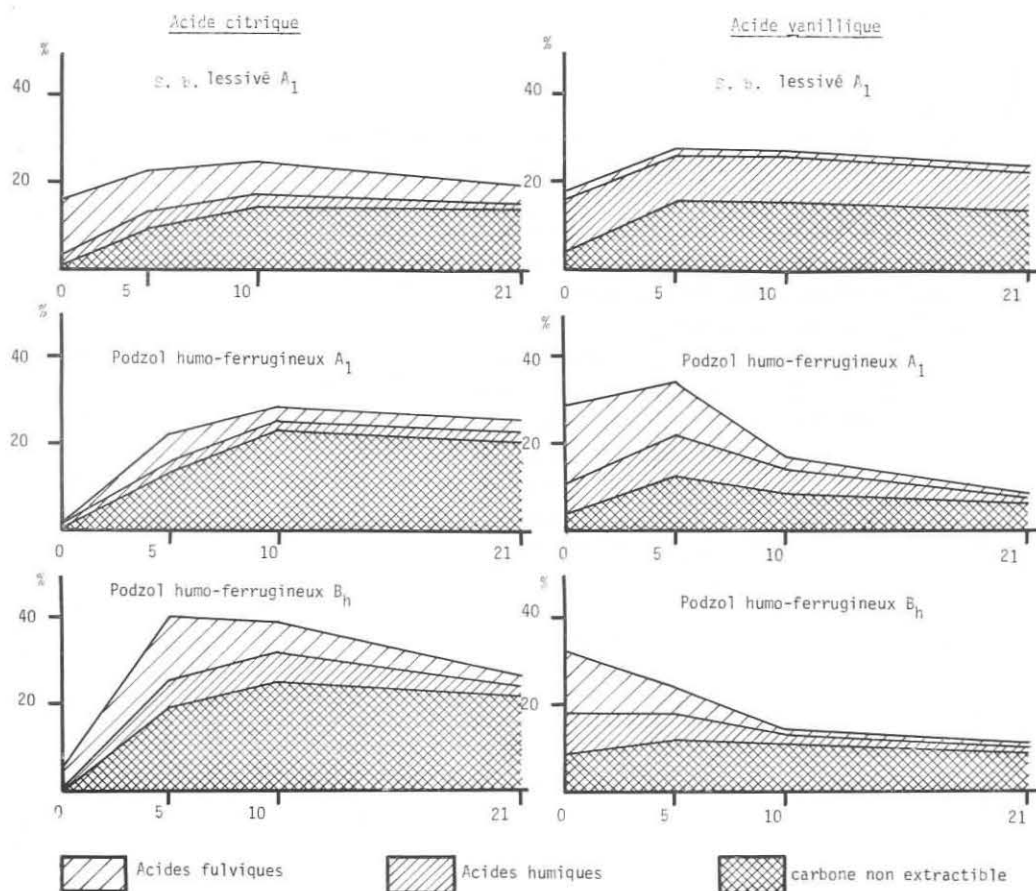 Acide citrique
Acide vanillique
%
40
20
S. b. lessivé A1
0 5 10 21
%
40
20
S. b. lessivé A1
0 5 10 21
%
40
20
Podzol humo-ferrugineux A1
0 5 10 21
%
40
20
Podzol humo-ferrugineux A1
0 5 10 21
%
40
20
Podzol humo-ferrugineux Bh
0 5 10 21
%
40
20
Podzol humo-ferrugineux Bh
0 5 10 21
Acides fulviques
Acides humiques
carbone non extractible